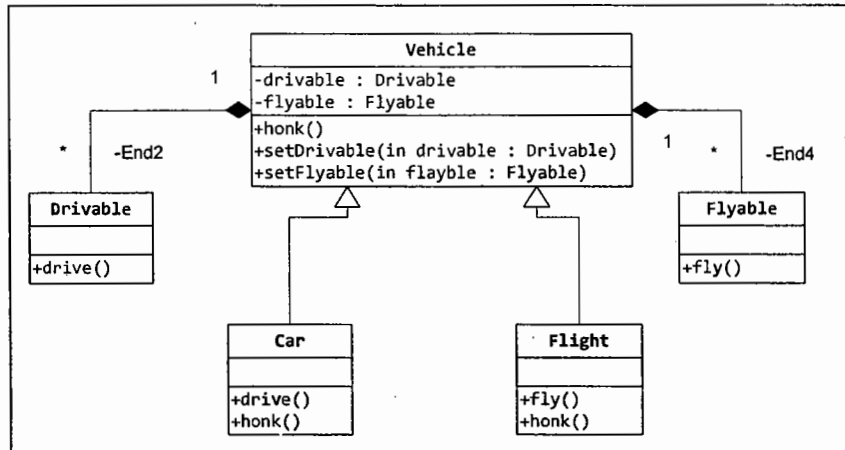 Vehicle
-drivable : Drivable
-flyable : Flyable
+honk()
+setDrivable(in drivable : Drivable)
+setFlyable(in flayble : Flyable)
1
*
-End2
1
*
-End4
Drivable
+drive()
Flyable
+fly()
Car
+drive()
+honk()
Flight
+fly()
+honk()